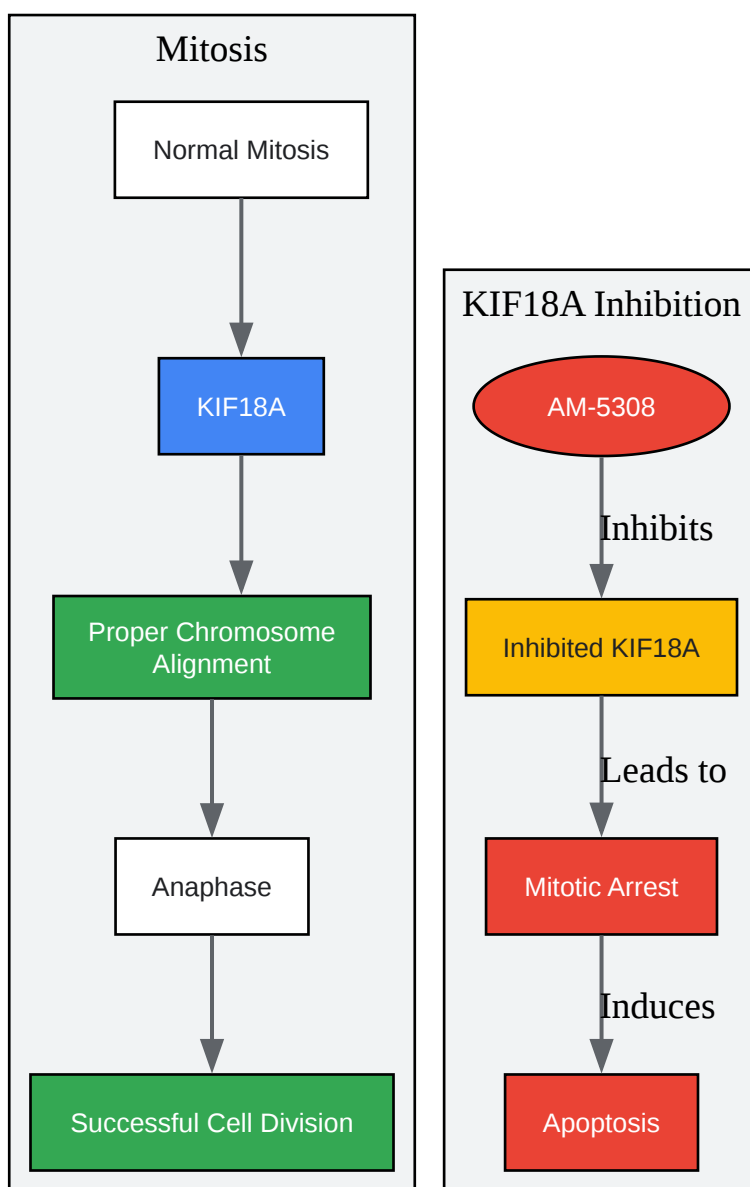 Mitosis
Normal Mitosis
KIF18A
Proper Chromosome
Alignment
Anaphase
Successful Cell Division
KIF18A Inhibition
AM-5308
Inhibits
Inhibited KIF18A
Leads to
Mitotic Arrest
Induces
Apoptosis